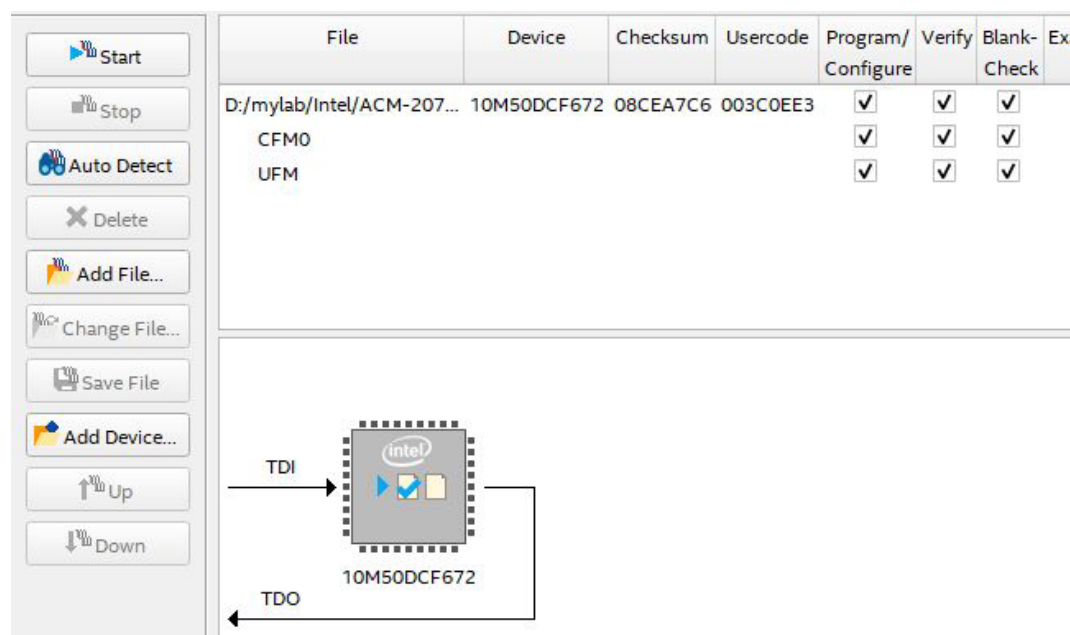 Start
Stop
Auto Detect
Delete
Add File...
Change File...
Save File
Add Device...
Up
Down
File Device Checksum Usercode Program/ Configure Verify Blank- Check Ex
D:/mylab/Intel/ACM-207... 10M50DCF672 08CEA7C6 003C0EE3
CFM0
UFM
intel
TDI
10M50DCF672
TDO